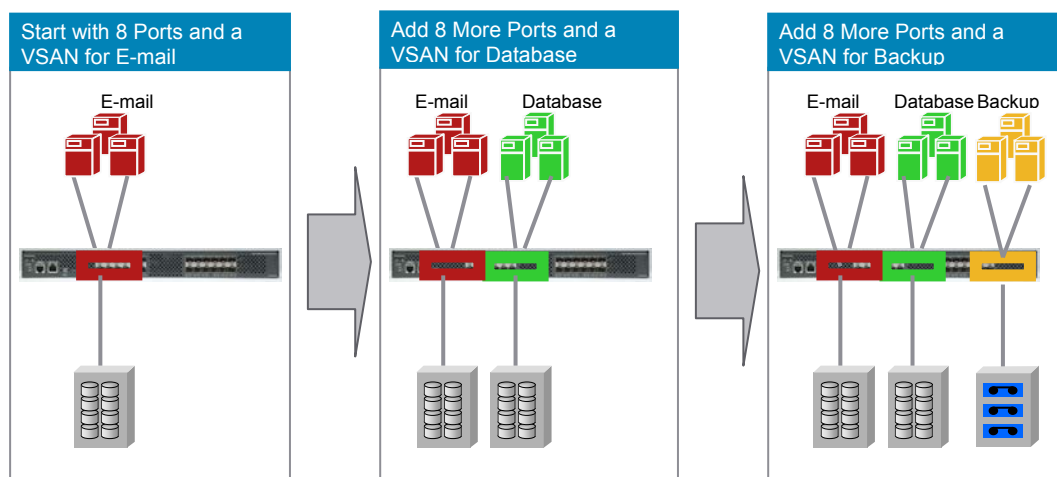 Start with 8 Ports and a
VSAN for E-mail
Add 8 More Ports and a
VSAN for Database
Add 8 More Ports and a
VSAN for Backup
E-mail
E-mail
Database
E-mail
Database
Backup